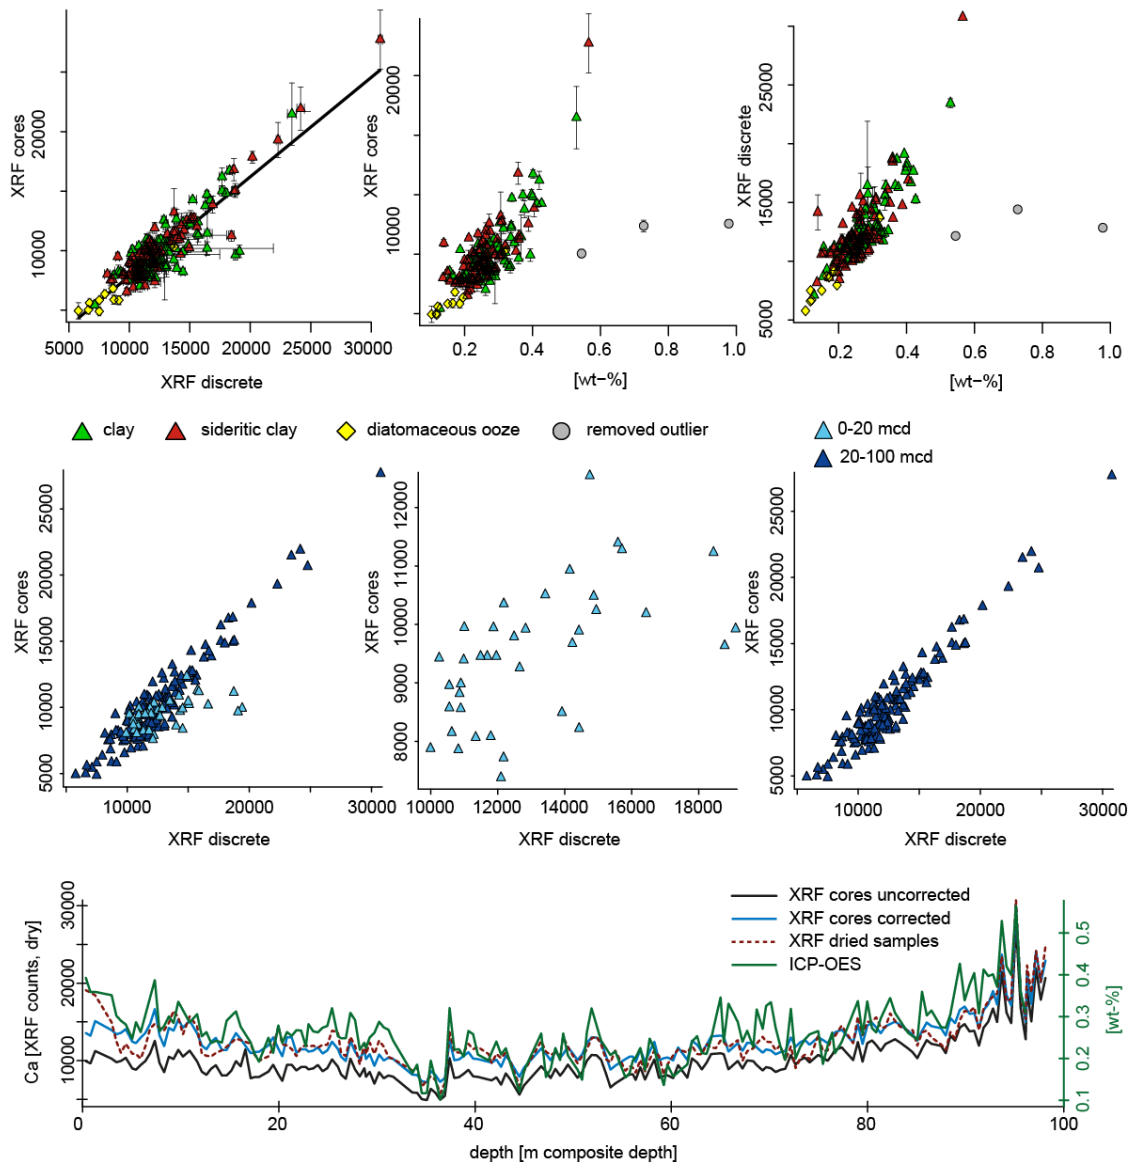 XRF cores
10000
20000
5000 10000 15000 20000 25000 30000
XRF discrete
XRF cores
10000
20000
0.2 0.4 0.6 0.8 1.0
[wt-%]
XRF discrete
5000
15000
25000
0.2 0.4 0.6 0.8 1.0
[wt-%]
clay
sideritic clay
diatomaceous ooze
removed outlier
0-20 mcd
20-100 mcd
XRF cores
5000 10000 15000 20000 25000
10000 20000 30000
XRF discrete
XRF cores
8000 9000 10000 11000 12000
10000 12000 14000 16000 18000
XRF discrete
XRF cores
5000 10000 15000 20000 25000
10000 20000 30000
XRF discrete
Ca [XRF counts, dry]
10000 20000 30000
XRF cores uncorrected
XRF cores corrected
XRF dried samples
ICP-OES
0.1 0.2 0.3 0.4 0.5
[wt-%]
0 20 40 60 80 100
depth [m composite depth]